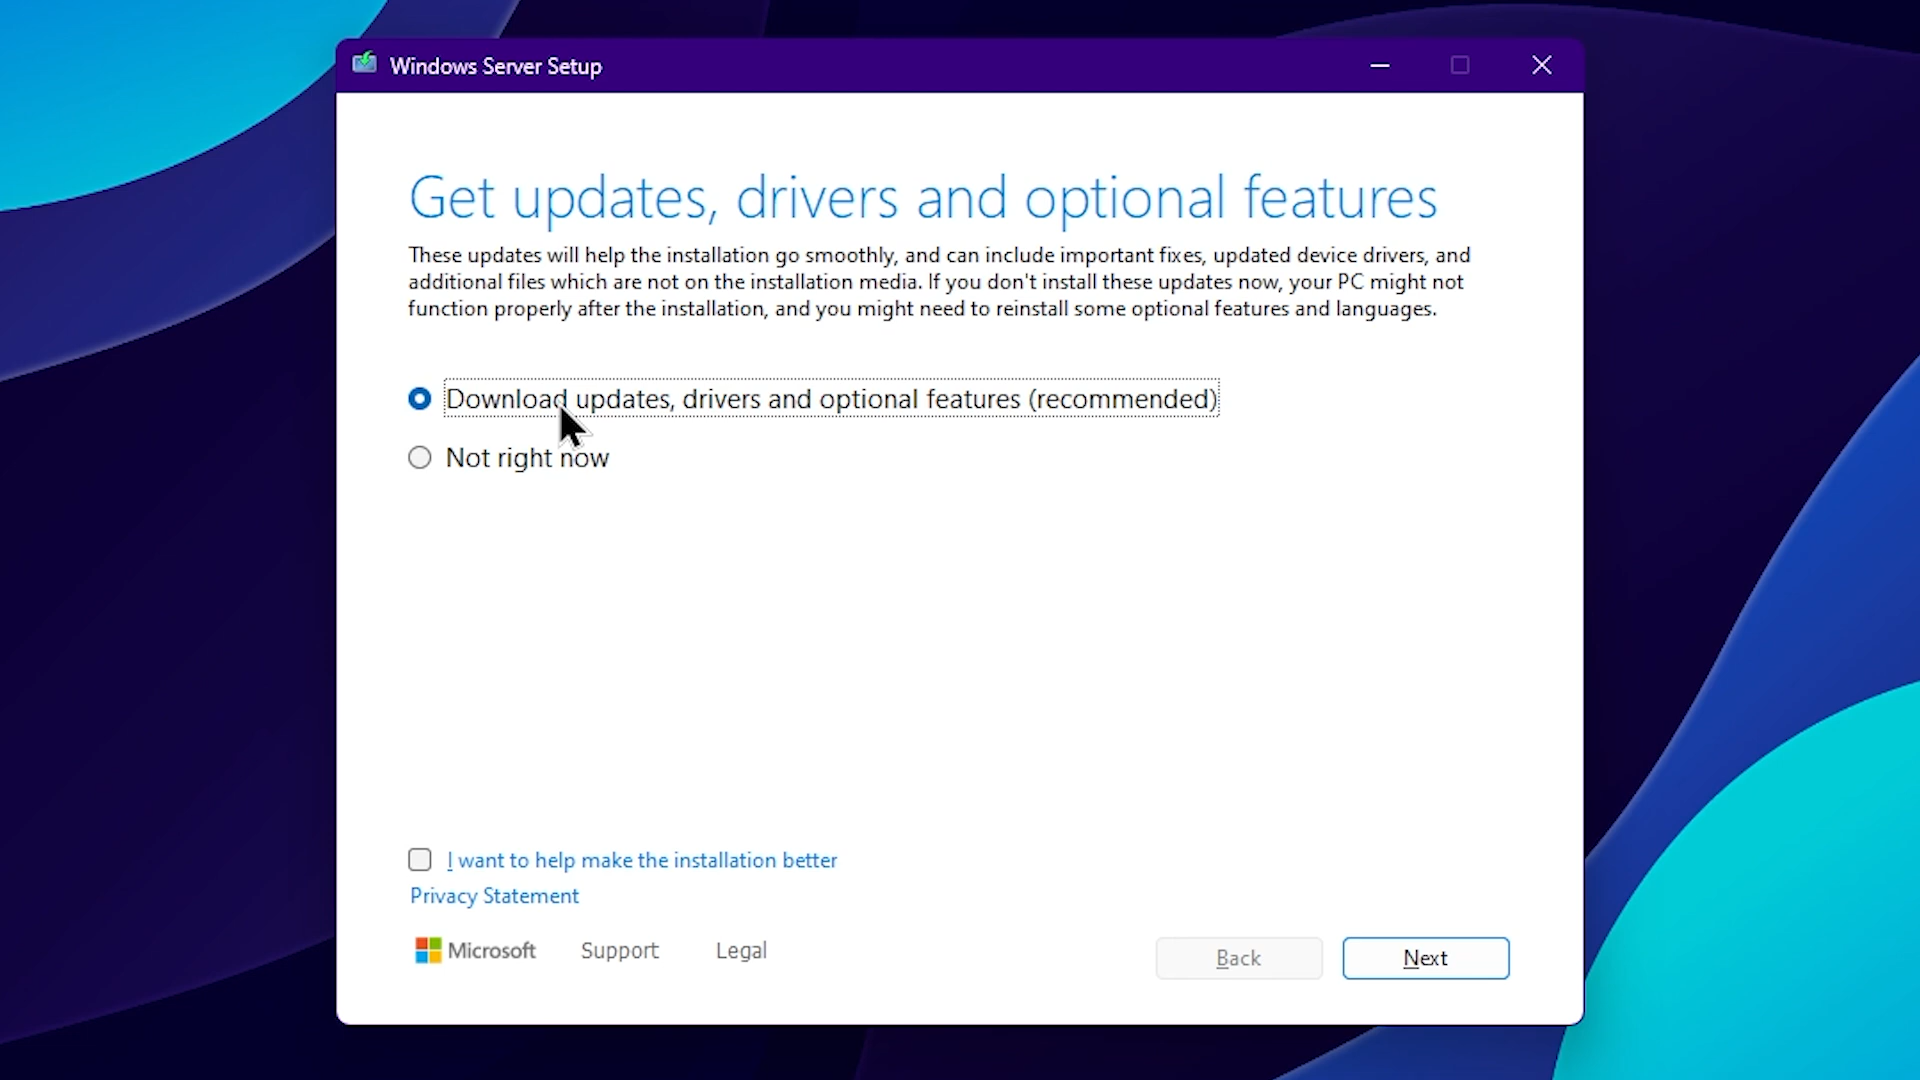 Windows Server Setup
Get updates, drivers and optional features
These updates will help the installation go smoothly, and can include important fixes, updated device drivers, and
additional files which are not on the installation media. If you don't install these updates now, your PC might not
function properly after the installation, and you might need to reinstall some optional features and languages.
Download updates, drivers and optional features (recommended)
Not right now
I want to help make the installation better
Privacy Statement
Microsoft Support Legal Back Next